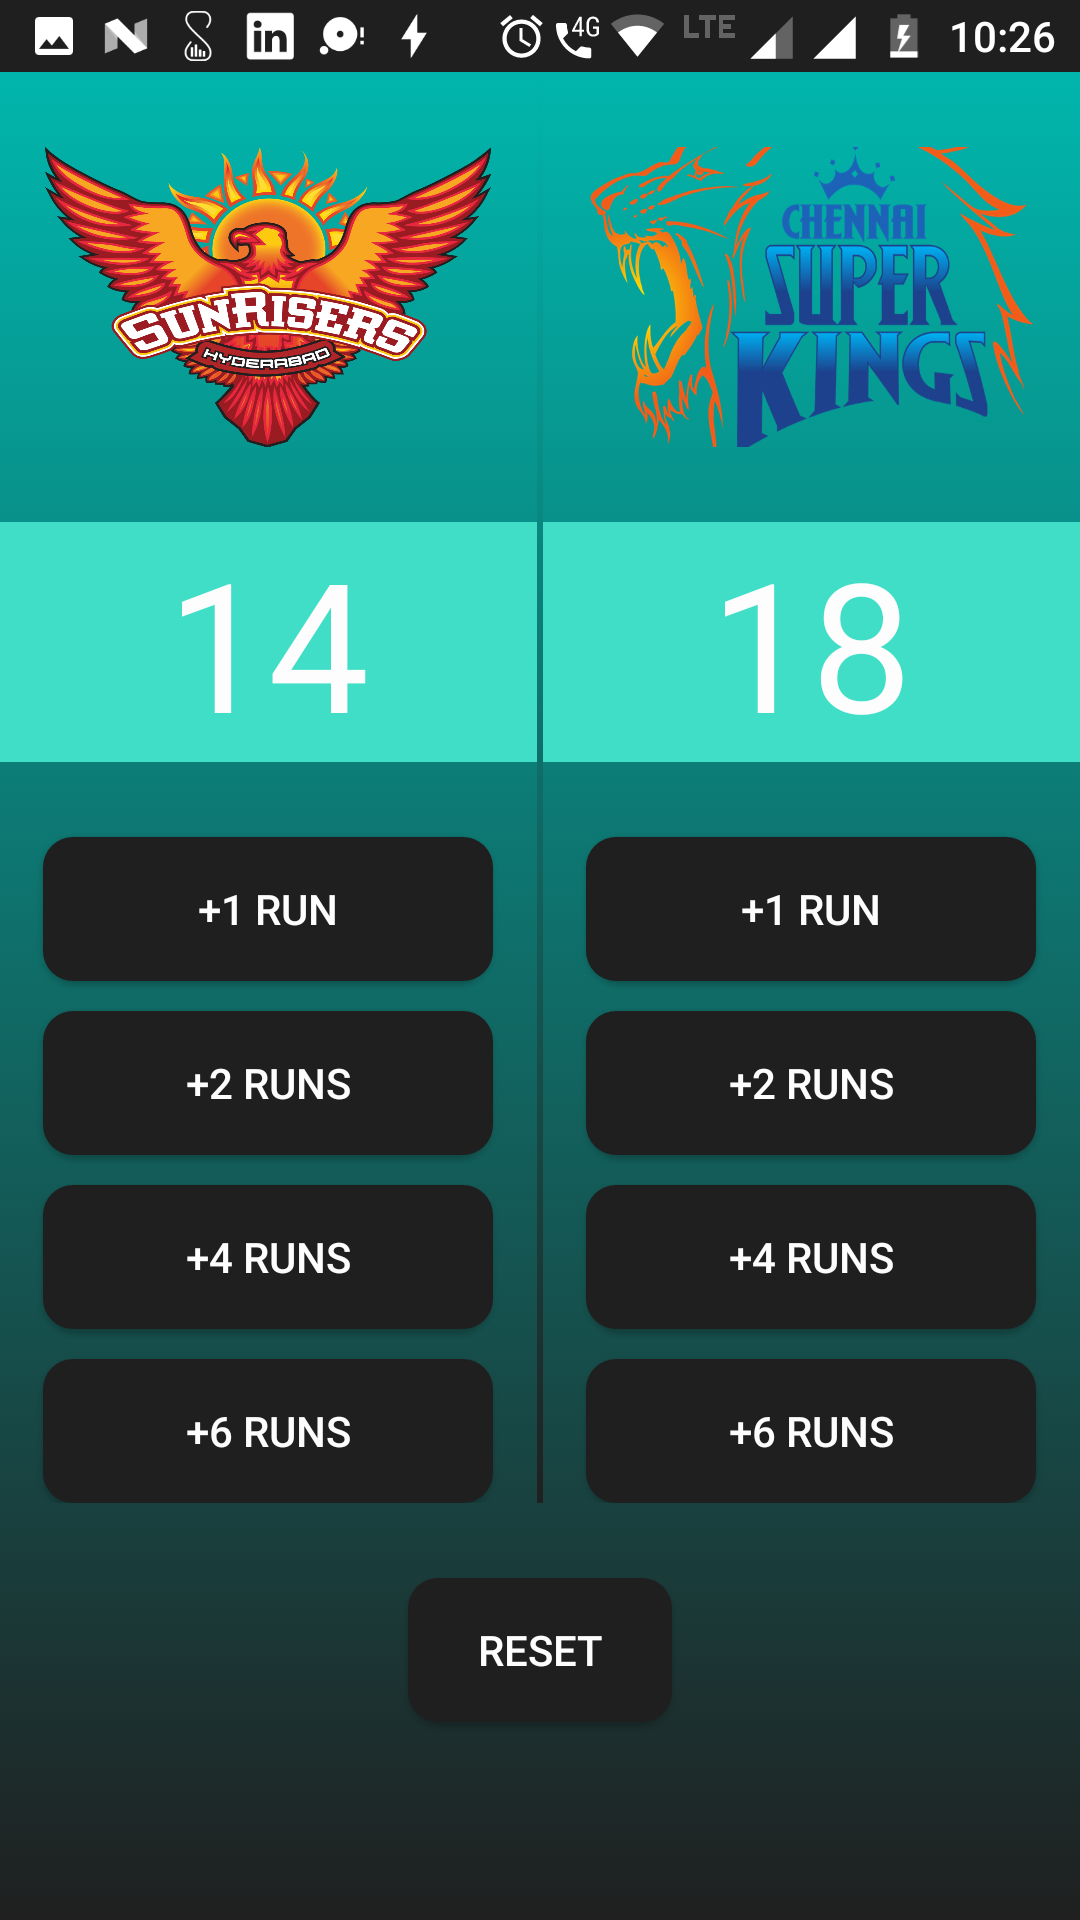 4G LTE 10:26
SUNRISERS
HYDERABAD
CHENNAI
SUPER
KINGS
14
18
+1 RUN
+1 RUN
+2 RUNS
+2 RUNS
+4 RUNS
+4 RUNS
+6 RUNS
+6 RUNS
RESET